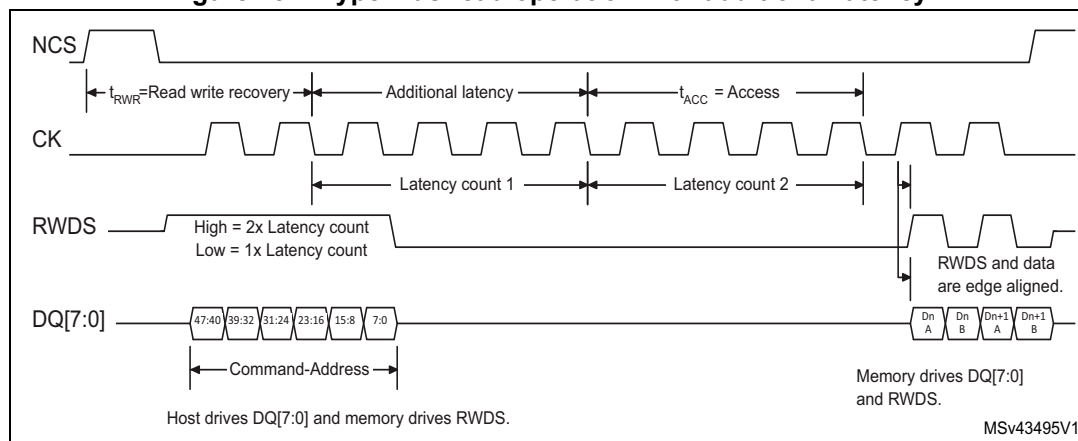 NCS
t_RWR=Read write recovery
Additional latency
t_ACC = Access
CK
Latency count 1
Latency count 2
RWDS
High = 2x Latency count
Low = 1x Latency count
RWDS and data
are edge aligned.
DQ[7:0]
47:40 39:32 31:24 23:16 15:8 7:0
Dn Dn Dn+1 Dn+1
A B A B
Command-Address
Memory drives DQ[7:0]
and RWDS.
Host drives DQ[7:0] and memory drives RWDS.
MSv43495V1